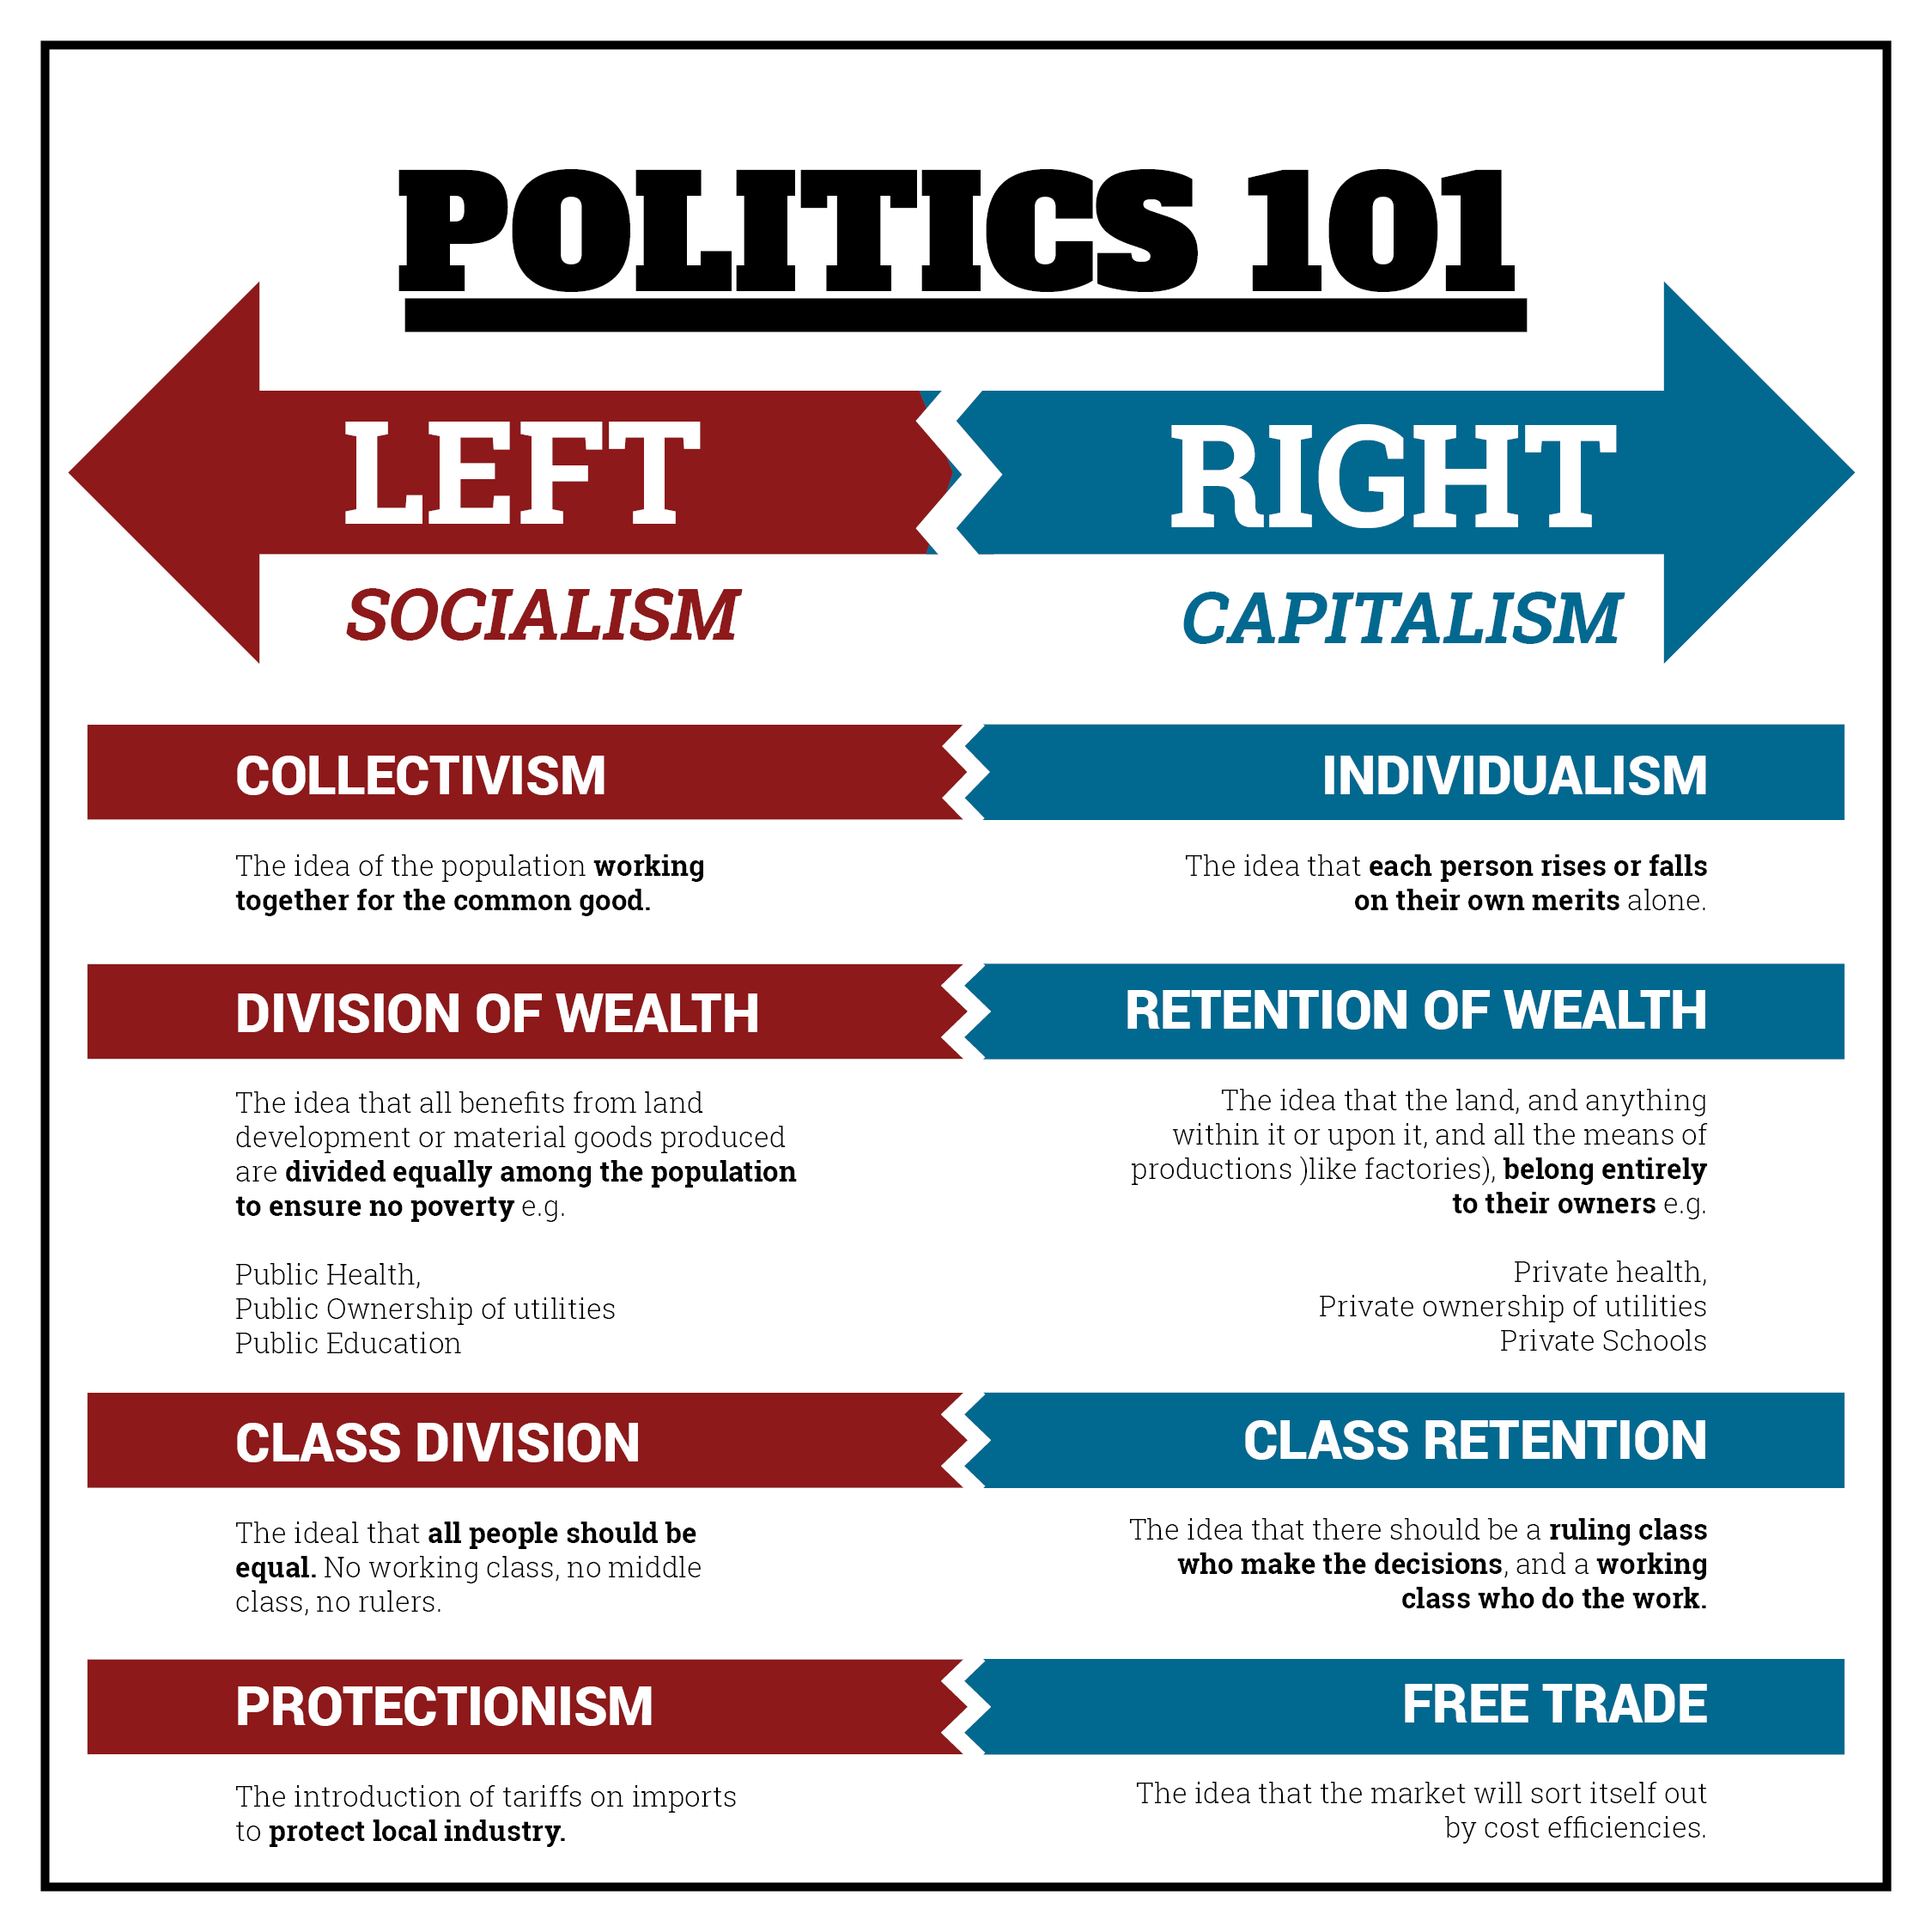 POLITICS 101
LEFT
RIGHT
SOCIALISM
CAPITALISM
COLLECTIVISM
INDIVIDUALISM
The idea of the population working
together for the common good.
The idea that each person rises or falls
on their own merits alone.
DIVISION OF WEALTH
RETENTION OF WEALTH
The idea that all benefits from land
development or material goods produced
are divided equally among the population
to ensure no poverty e.g.
Public Health,
Public Ownership of utilities
Public Education
The idea that the land, and anything
within it or upon it, and all the means of
productions )like factories), belong entirely
to their owners e.g.
Private health,
Private ownership of utilities
Private Schools
CLASS DIVISION
CLASS RETENTION
The ideal that all people should be
equal. No working class, no middle
class, no rulers.
The idea that there should be a ruling class
who make the decisions, and a working
class who do the work.
PROTECTIONISM
FREE TRADE
The introduction of tariffs on imports
to protect local industry.
The idea that the market will sort itself out
by cost efficiencies.